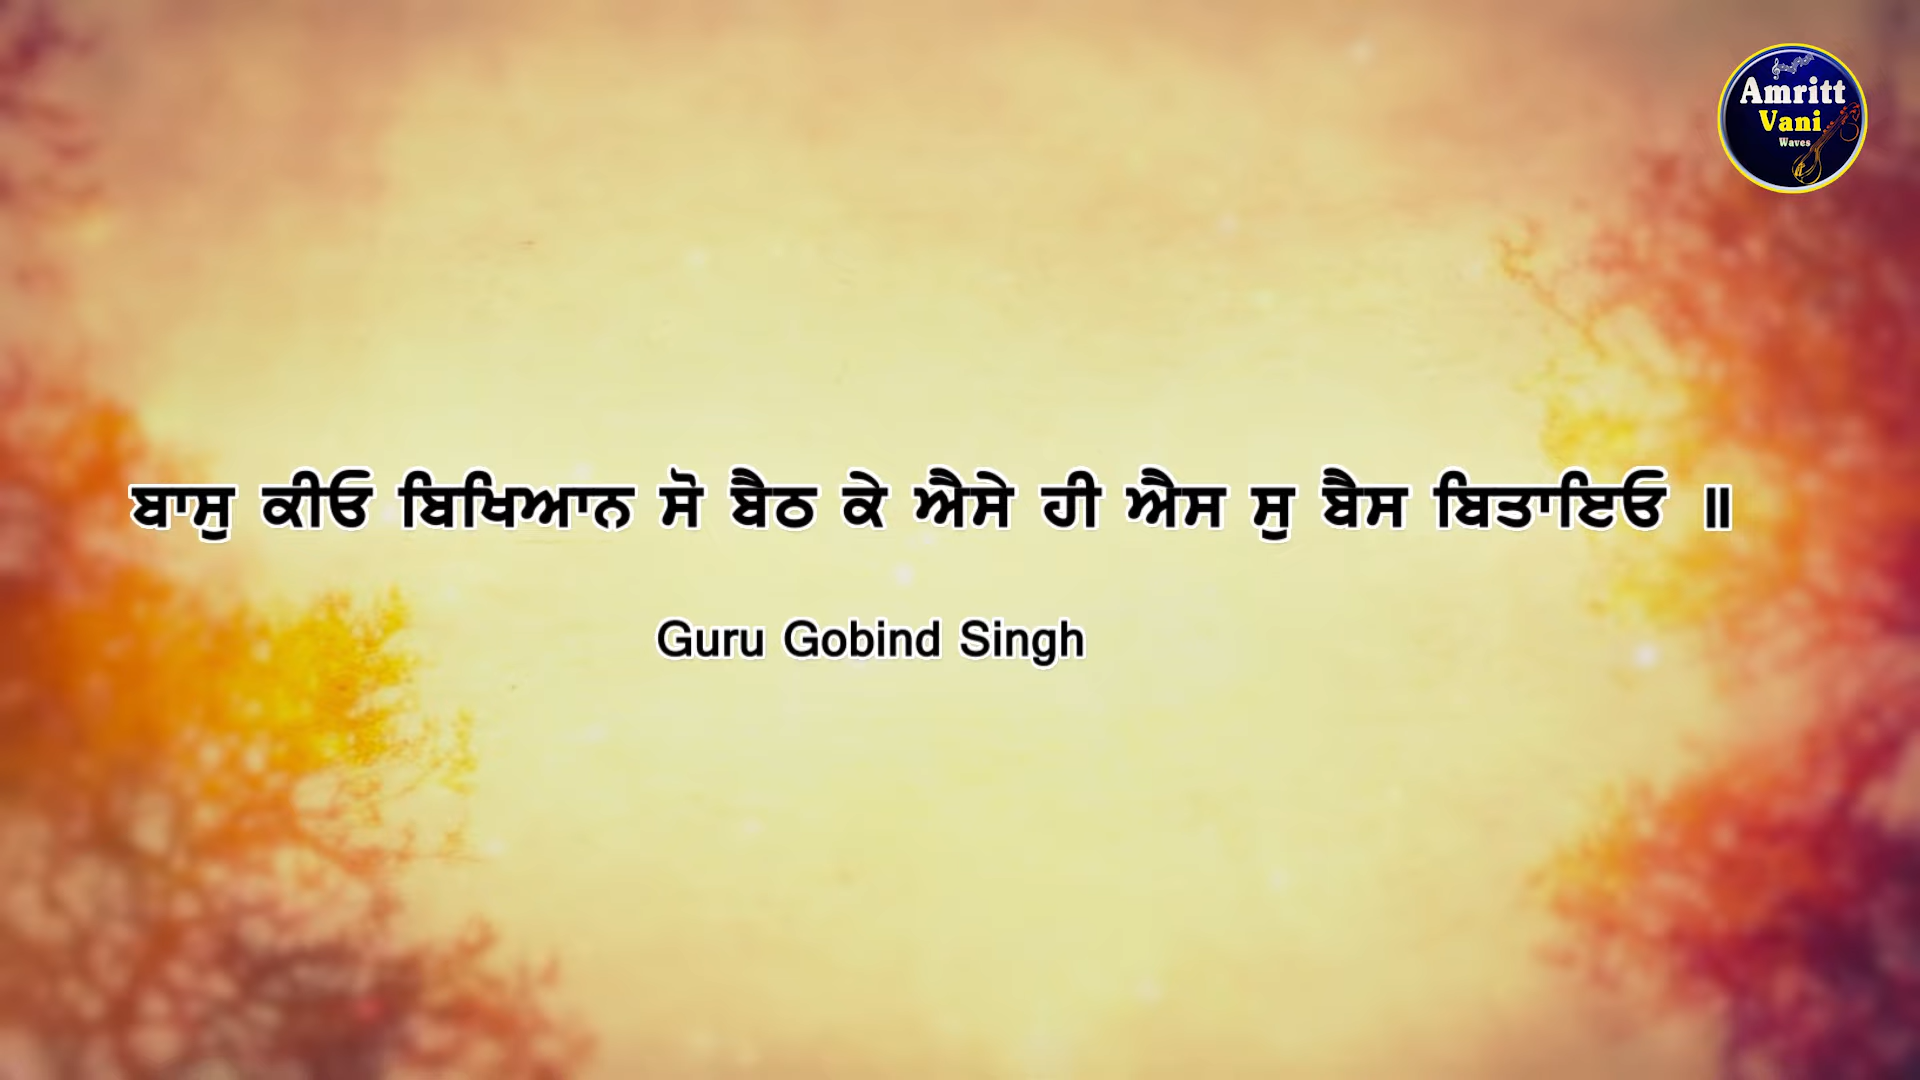 Amritt
Vani
Waves
ਬਾਸੁ ਕੀਓ ਬਿਖਿਆਨ ਸੋ ਬੈਠ ਕੇ ਐਸੇ ਹੀ ਐਸ ਸੁ ਬੈਸ ਬਿਤਾਇਓ ॥
Guru Gobind Singh